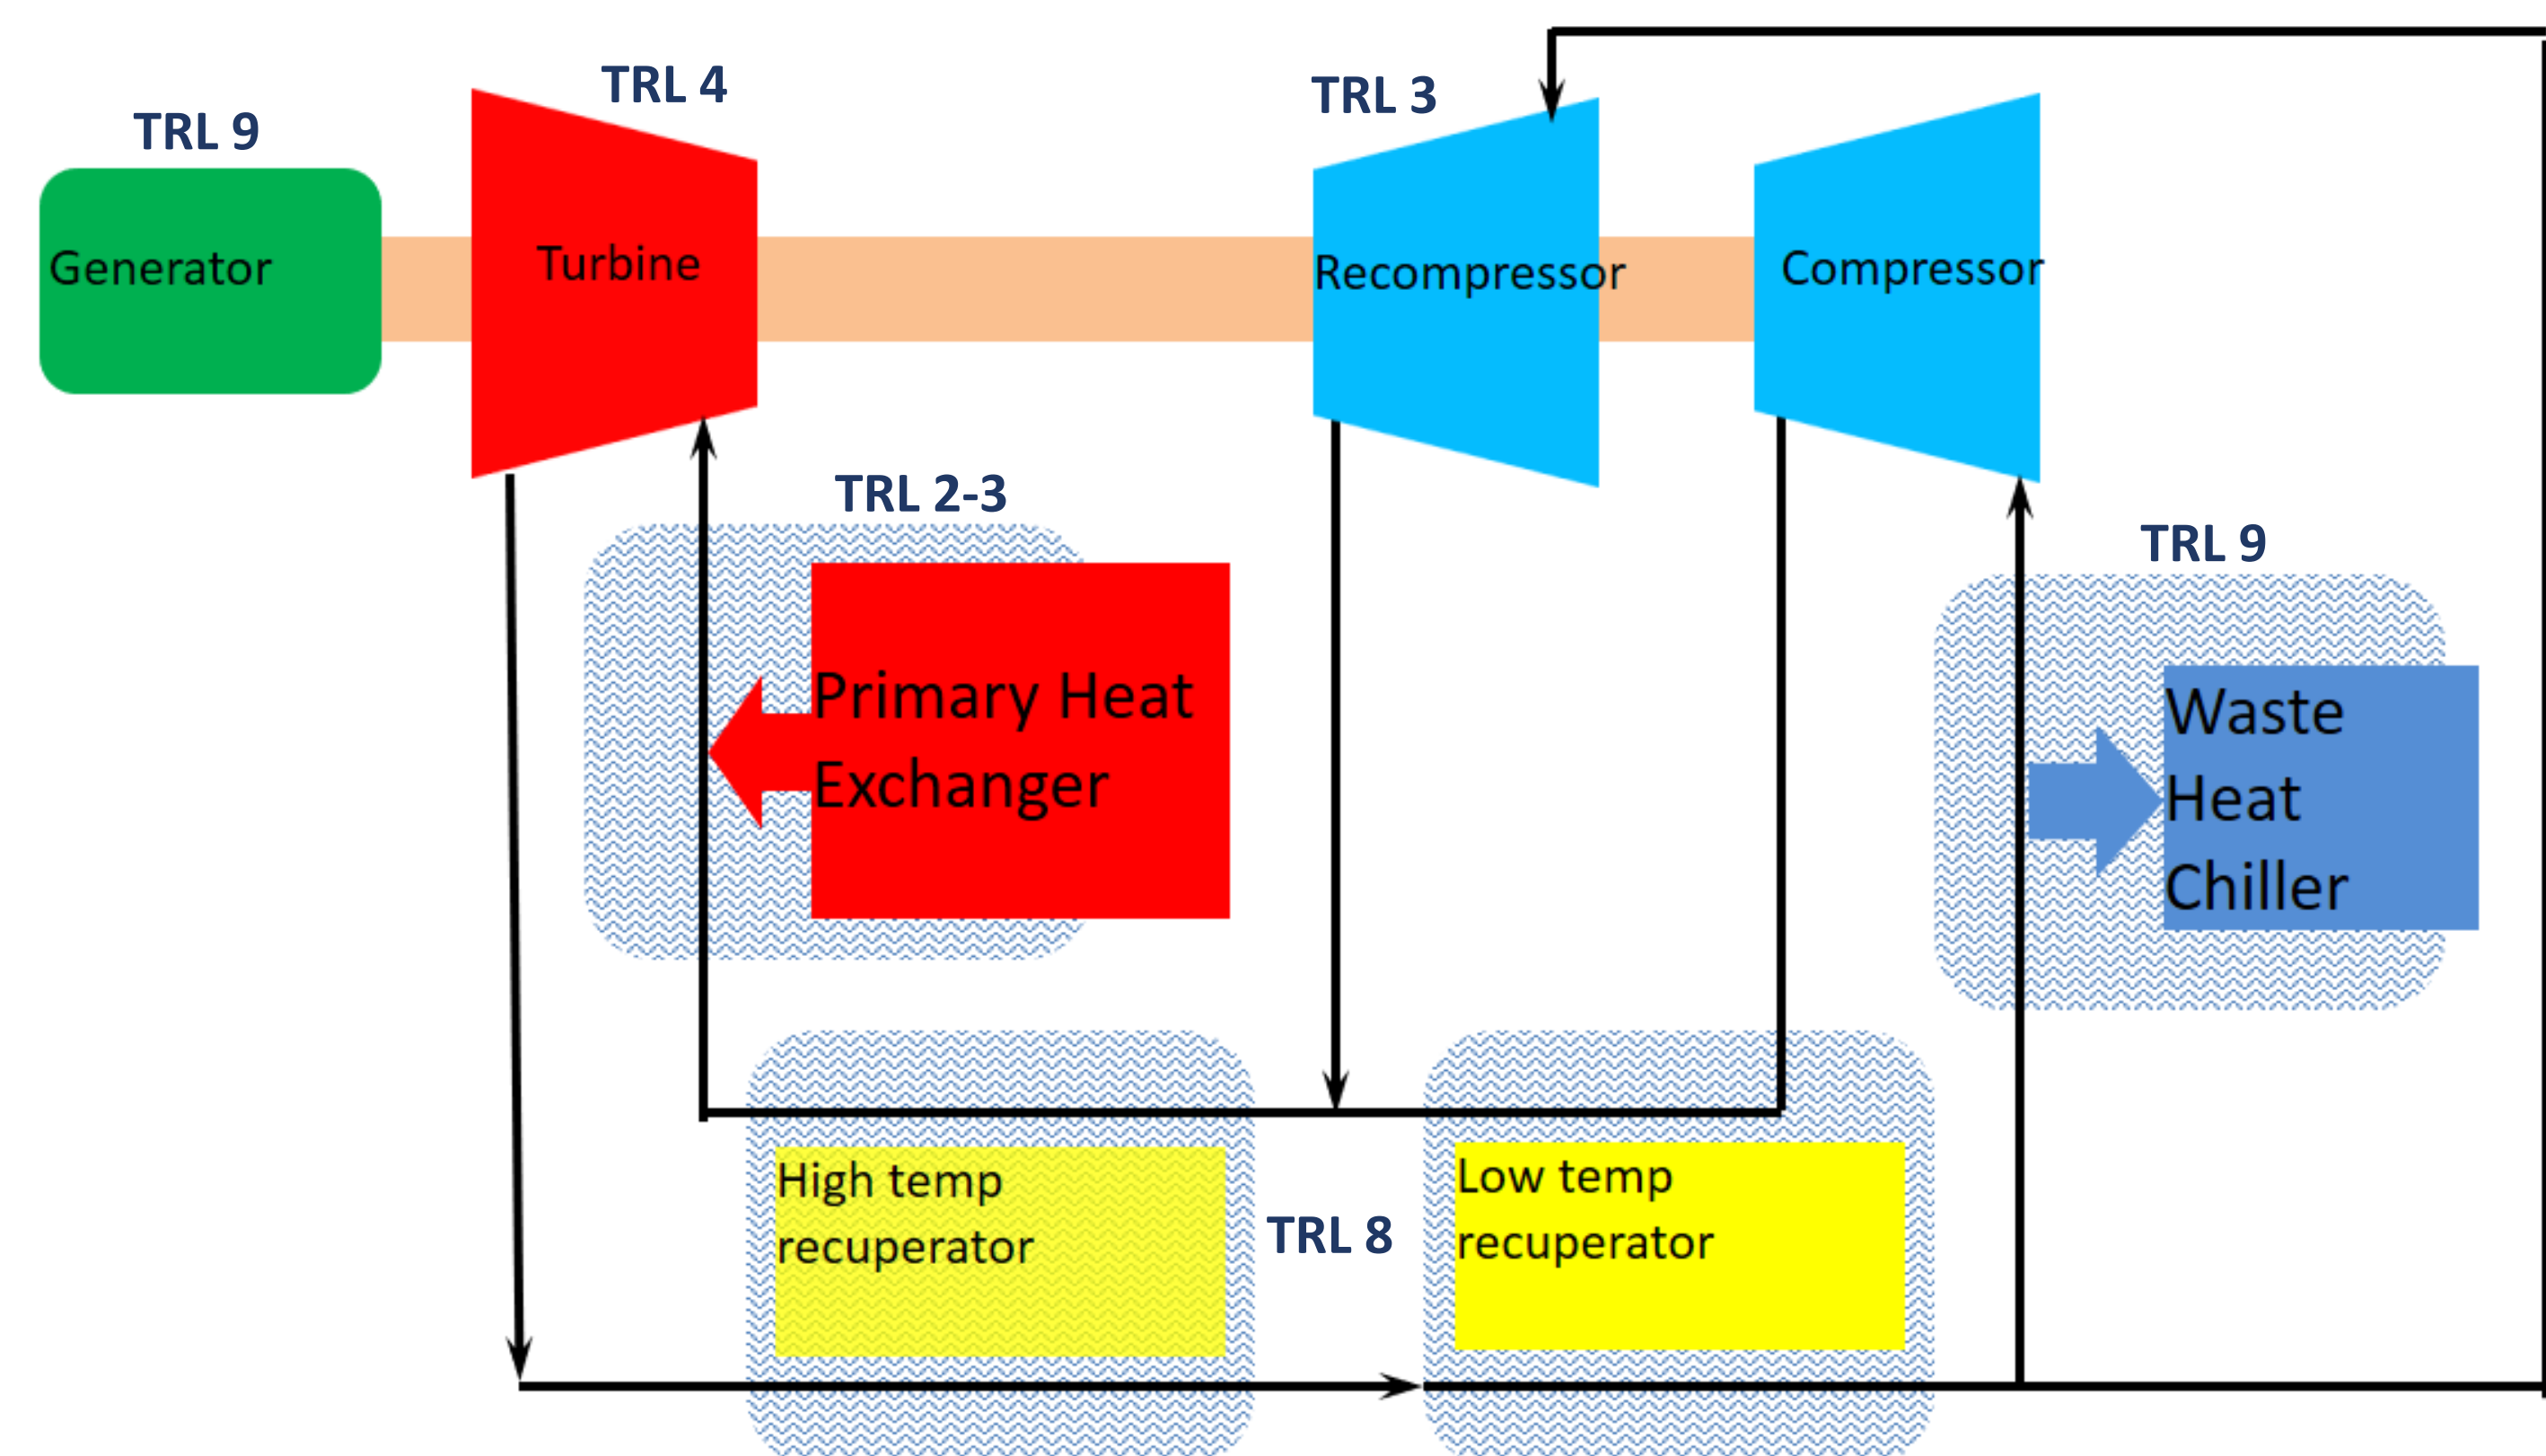 TRL 4
TRL 3
TRL 9
Generator
Turbine
Recompressor
Compressor
TRL 2-3
TRL 9
Primary Heat
Exchanger
Waste
Heat
Chiller
High temp
recuperator
TRL 8
Low temp
recuperator